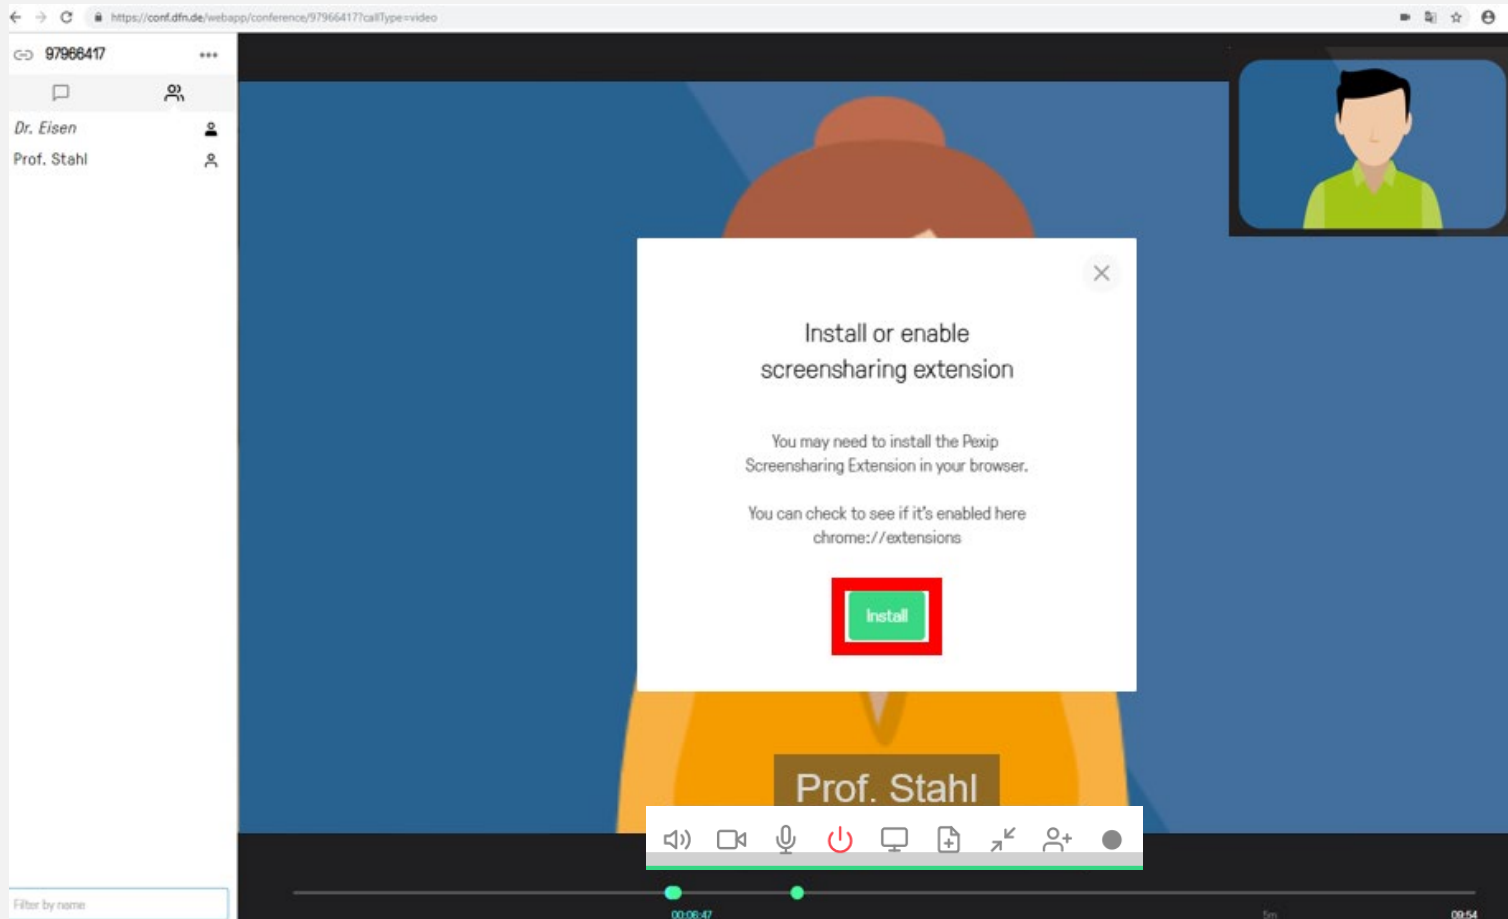 https://conf.dfn.de/webapp/conference/97966417?callType=video
97966417
Dr. Eisen
Prof. Stahl
Install or enable
screensharing extension
You may need to install the Pexip
Screensharing Extension in your browser.
You can check to see if it's enabled here
chrome://extensions
Install
Prof. Stahl
Filter by name
00:06:47
5m
09:54